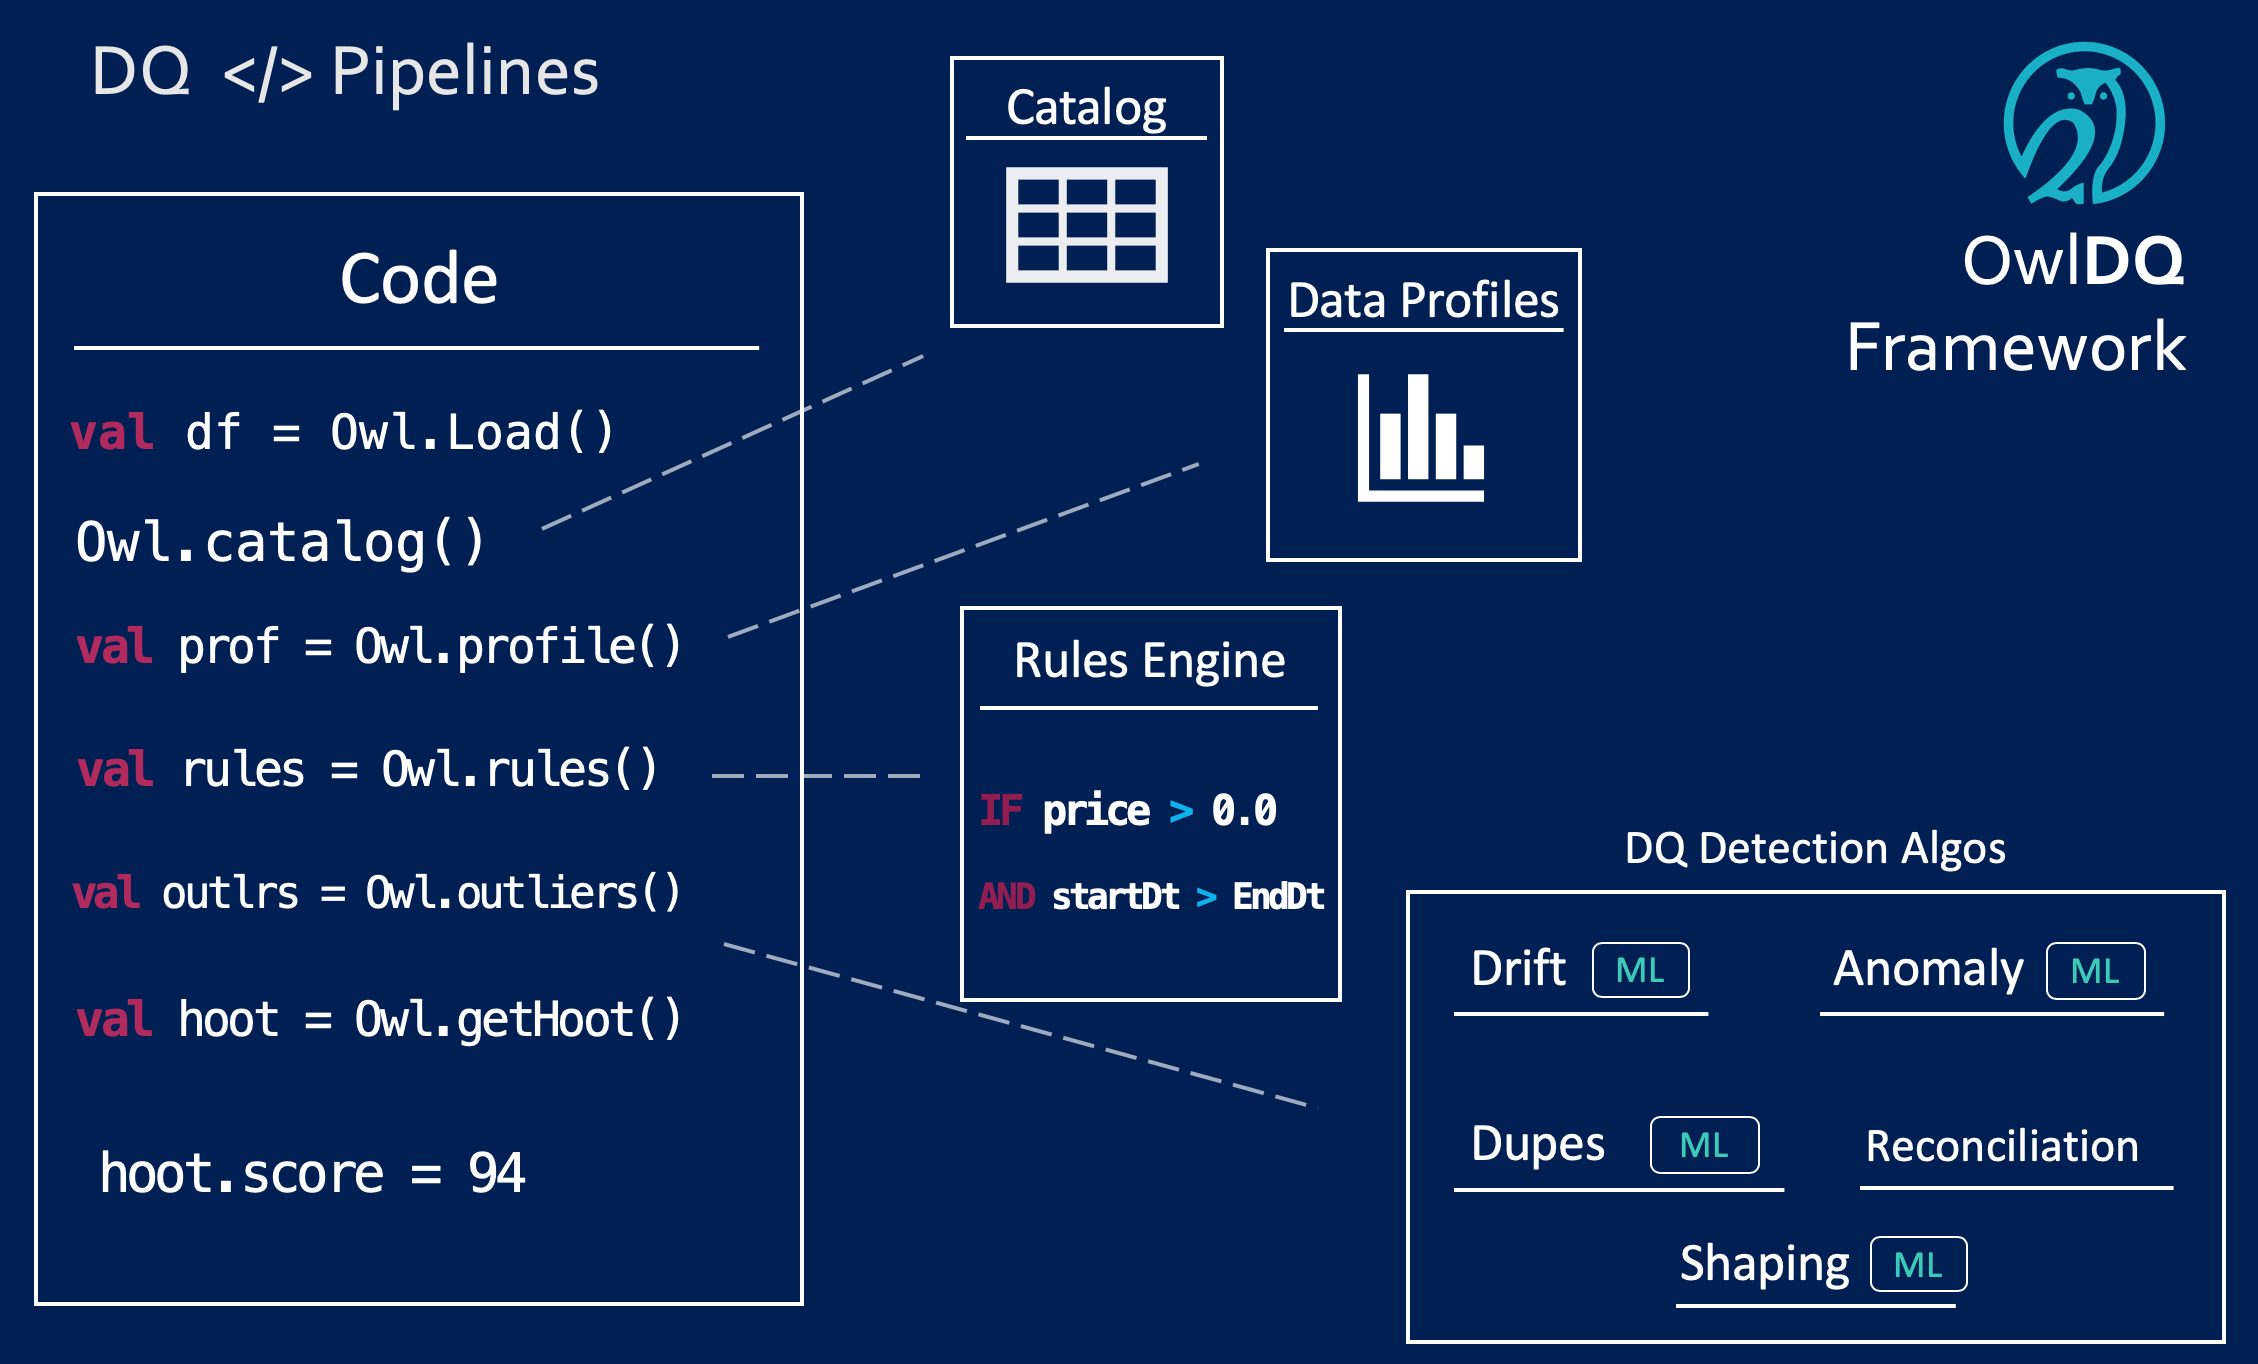 DQ </> Pipelines
Code
val df = Owl.Load()
Owl.catalog()
val prof = Owl.profile()
val rules = Owl.rules()
val outlrs = Owl.outliers()
val hoot = Owl.getHoot()
hoot.score = 94
Catalog
Data Profiles
Rules Engine
IF price > 0.0
AND startDt > EndDt
OwlDQ
Framework
DQ Detection Algos
Drift ML
Anomaly ML
Dupes ML
Reconciliation
Shaping ML